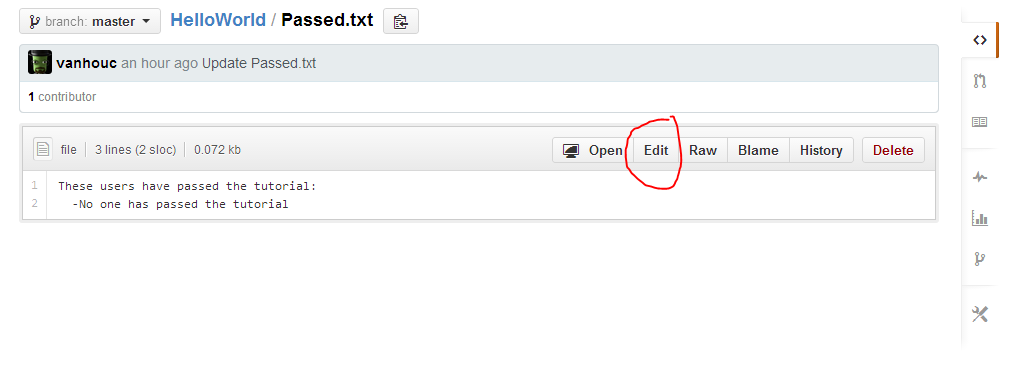 branch: master HelloWorld / Passed.txt
vanhouc an hour ago Update Passed.txt
1 contributor
file 3 lines (2 sloc) 0.072 kb Open Edit Raw Blame History Delete
1 These users have passed the tutorial:
2 -No one has passed the tutorial